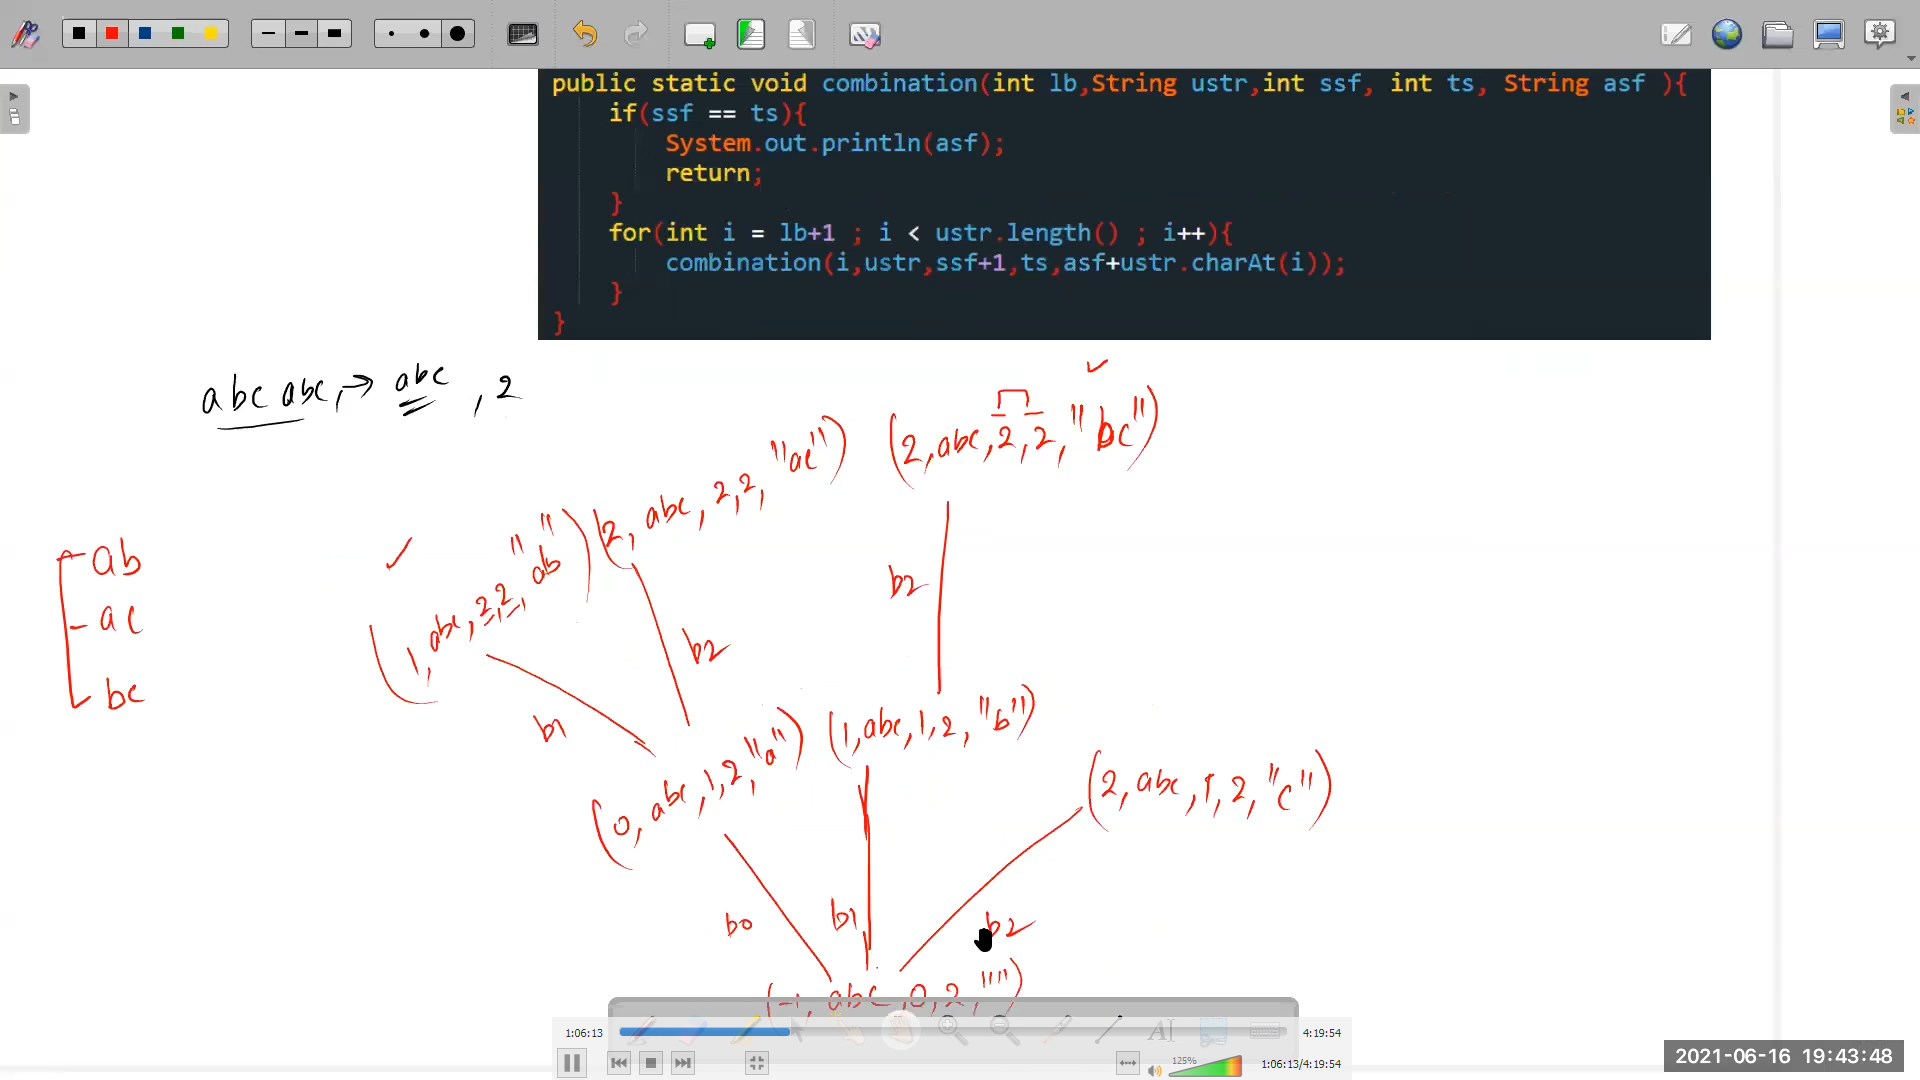 public static void combination(int lb,String ustr,int ssf, int ts, String asf ){
if(ssf == ts){
System.out.println(asf);
return;
}
for(int i = lb+1 ; i < ustr.length() ; i++){
combination(i,ustr,ssf+1,ts,asf+ustr.charAt(i));
}
}
abcabc, → abc , 2
(2,abc,2,2,"bc")
(2, abc, 2,2, "ac")
(1, abc, 2,2, "ab")
ab
ac
bc
b2
b2
b1
(1,abc,1,2,"b")
(0, abc, 1,2, "a")
(2, abc, 1, 2, "c")
b0
b1
b2
(-1, abc, 0, 2, "")
1:06:13
4:19:54
125%
1:06:13/4:19:54
2021-06-16 19:43:48